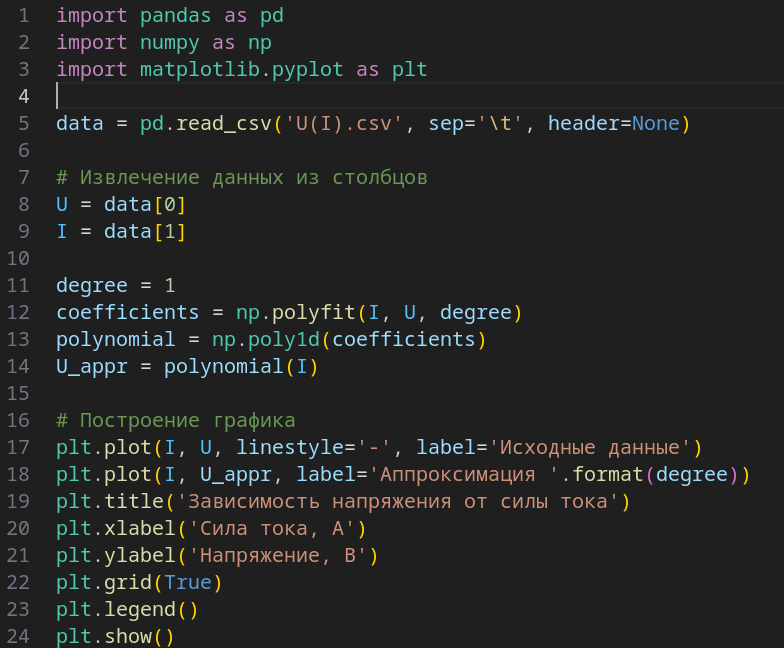 1 import pandas as pd
2 import numpy as np
3 import matplotlib.pyplot as plt
4
5 data = pd.read_csv('U(I).csv', sep='\t', header=None)
6
7 # Извлечение данных из столбцов
8 U = data[0]
9 I = data[1]
10
11 degree = 1
12 coefficients = np.polyfit(I, U, degree)
13 polynomial = np.poly1d(coefficients)
14 U_appr = polynomial(I)
15
16 # Построение графика
17 plt.plot(I, U, linestyle='-', label='Исходные данные')
18 plt.plot(I, U_appr, label='Аппроксимация '.format(degree))
19 plt.title('Зависимость напряжения от силы тока')
20 plt.xlabel('Сила тока, А')
21 plt.ylabel('Напряжение, В')
22 plt.grid(True)
23 plt.legend()
24 plt.show()